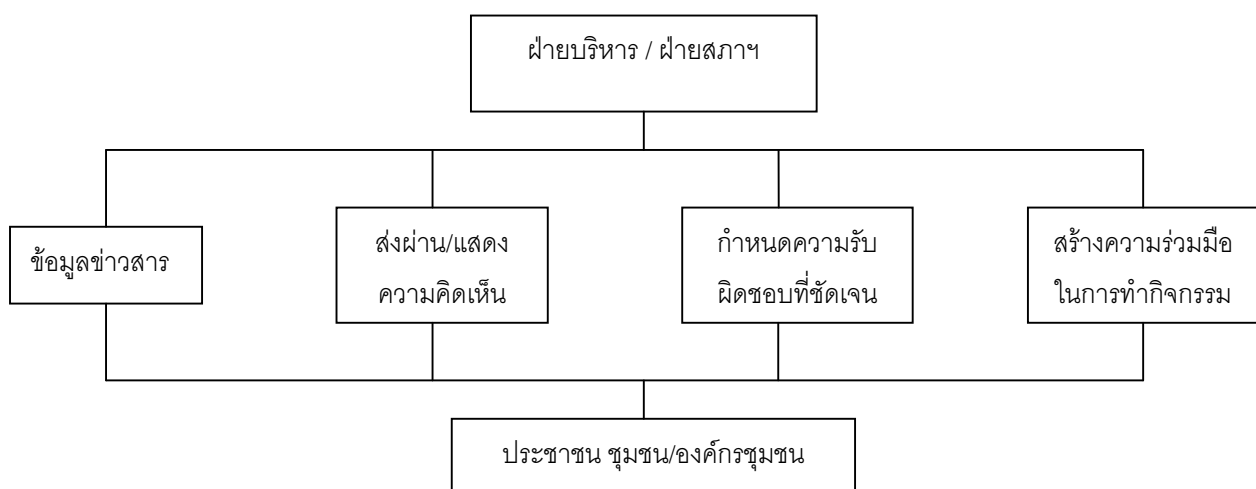 ฝ่ายบริหาร / ฝ่ายสภาฯ
ข้อมูลข่าวสาร
ส่งผ่าน/แสดง
ความคิดเห็น
กำหนดความรับ
ผิดชอบที่ชัดเจน
สร้างความร่วมมือ
ในการทำกิจกรรม
ประชาชน ชุมชน/องค์กรชุมชน